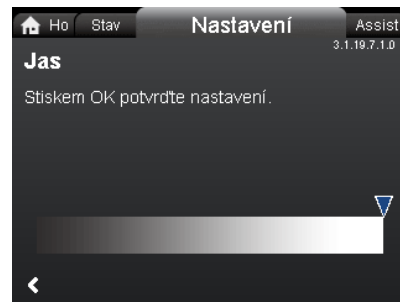 Ho Stav Nastavení Assist
3.1.19.7.1.0
Jas
Stiskem OK potvrďte nastavení.